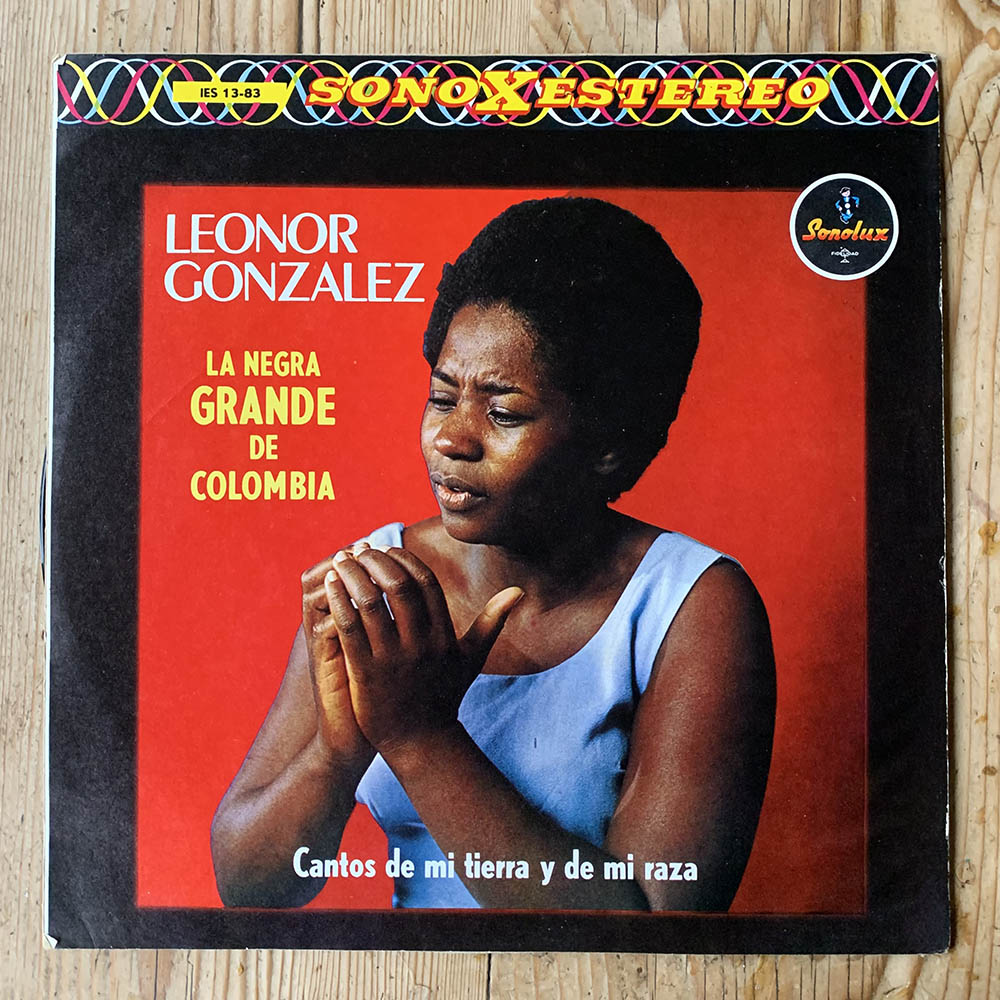 IES 13-83
SONOXESTEREO
Sonolux
FIDELIDAD
LEONOR
GONZALEZ
LA NEGRA
GRANDE
DE
COLOMBIA
Cantos de mi tierra y de mi raza